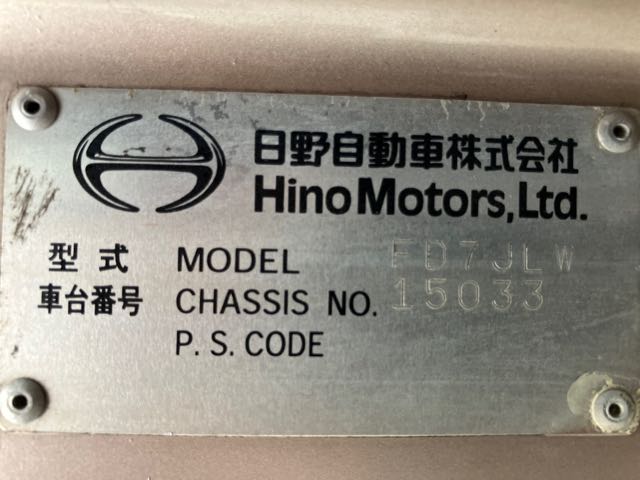 日野自動車株式会社
Hino Motors, Ltd.
型式 MODEL FD7JLW
車台番号 CHASSIS NO. 15033
P. S. CODE